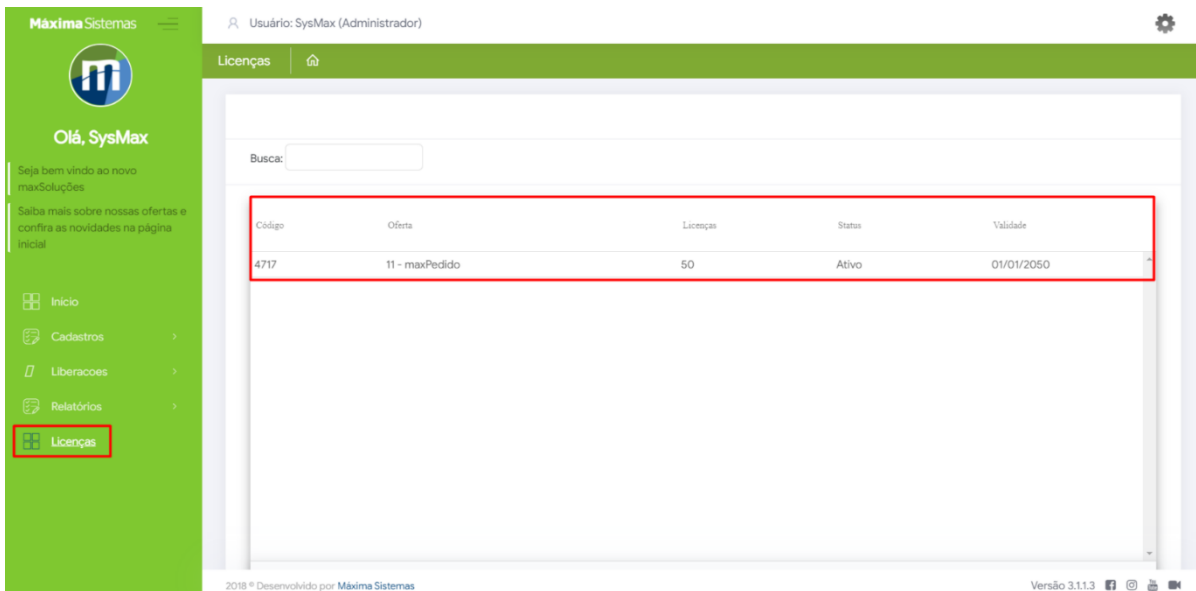 Máxima Sistemas
Usuário: SysMax (Administrador)
Licenças
Olá, SysMax
Seja bem vindo ao novo
maxSoluções
Saiba mais sobre nossas ofertas e
confira as novidades na página
inicial
Início
Cadastros
Liberacoes
Relatórios
Licenças
Busca:
Código Oferta Licenças Status Validade
4717 11 - maxPedido 50 Ativo 01/01/2050
2018 © Desenvolvido por Máxima Sistemas
Versão 3.1.1.3